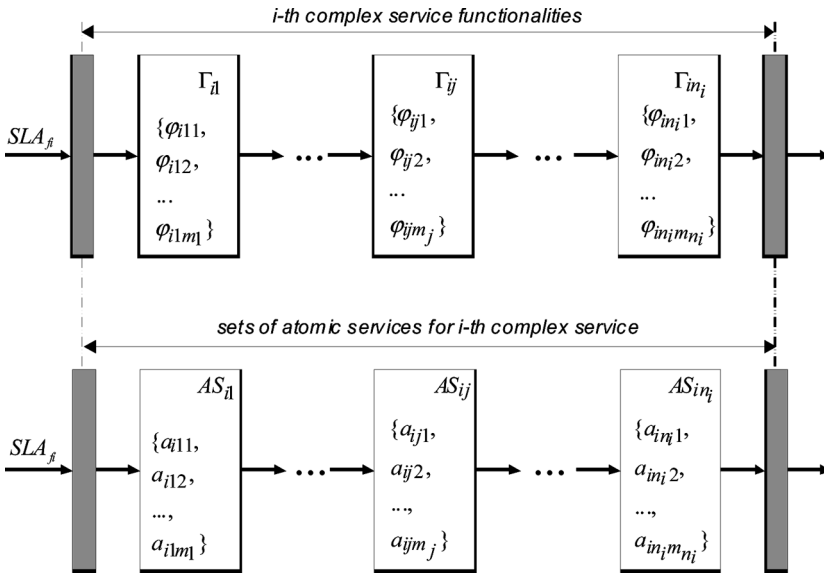 i-th complex service functionalities
SLA_fi
Γ_i1
{φ_i11,
φ_i12,
...
φ_i1m_1}
...
Γ_ij
{φ_ij1,
φ_ij2,
...
φ_ijm_j}
...
Γ_in_i
{φ_in_i1,
φ_in_i2,
...
φ_in_im_n_i}
sets of atomic services for i-th complex service
SLA_fi
AS_i1
{a_i11,
a_i12,
...,
a_i1m_1}
...
AS_ij
{a_ij1,
a_ij2,
...,
a_ijm_j}
...
AS_in_i
{a_in_i1,
a_in_i2,
...,
a_in_im_n_i}